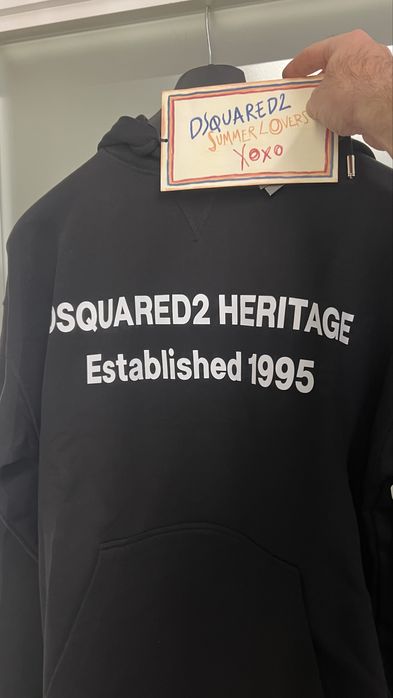 DSQUARED2
SUMMER LOVERS
XOXO
DSQUARED2 HERITAGE
Established 1995